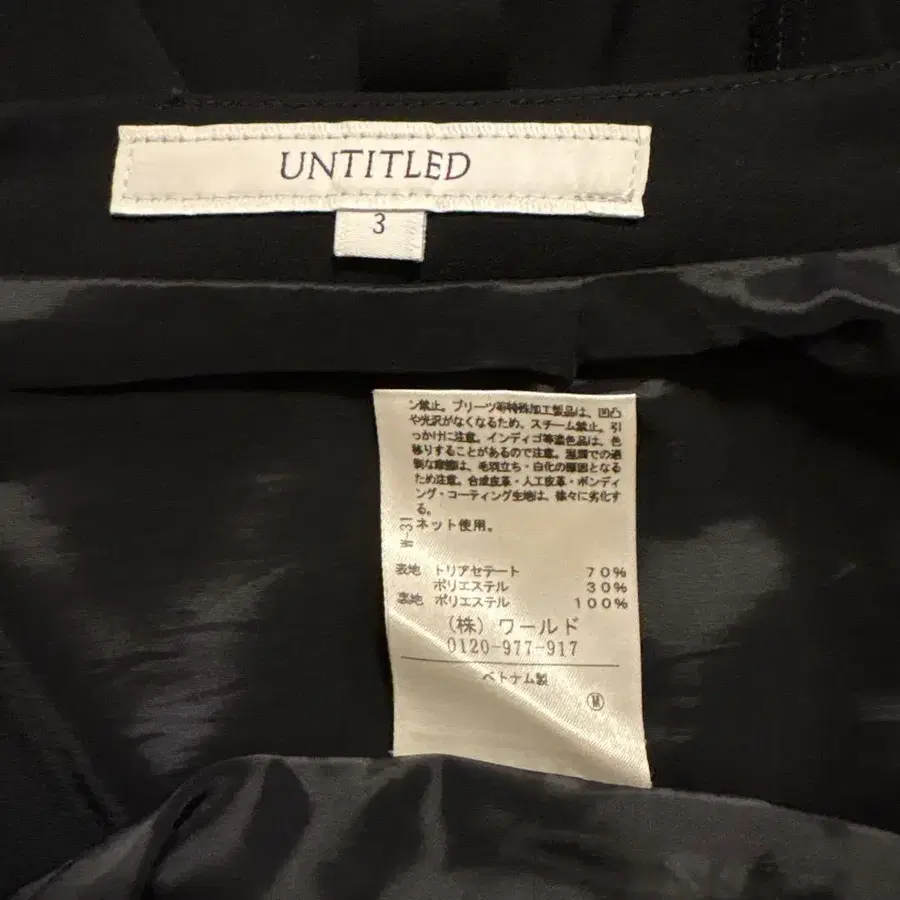 UNTITLED
3
ン禁止。プリーツ等特殊加工製品は、凹凸
や光沢がなくなるため、スチーム禁止。引
っかけに注意。インディゴ等濃色品は、色
移りすることがあるので注意。湿潤での過
剰な摩擦は、毛羽立ち・白化の原因となる
ため注意。合成皮革・人工皮革・ボンディ
ング・コーティング生地は、徐々に劣化す
る。
ネット使用。
W-31
表地 トリアセテート 70%
ポリエステル 30%
裏地 ポリエステル 100%
(株) ワールド
0120-977-917
ベトナム製
M